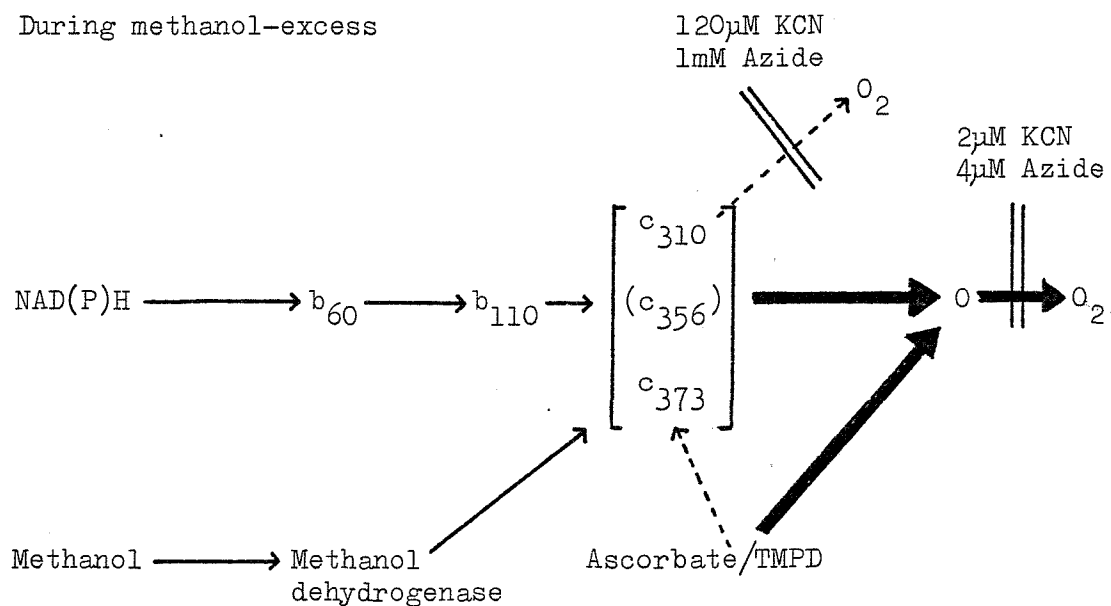 During methanol-excess
120µM KCN
1mM Azide
O2
2µM KCN
4µM Azide
c310
NAD(P)H b60 b110 (c356) O O2.
c373
Methanol Methanol
dehydrogenase
Ascorbate/TMPD